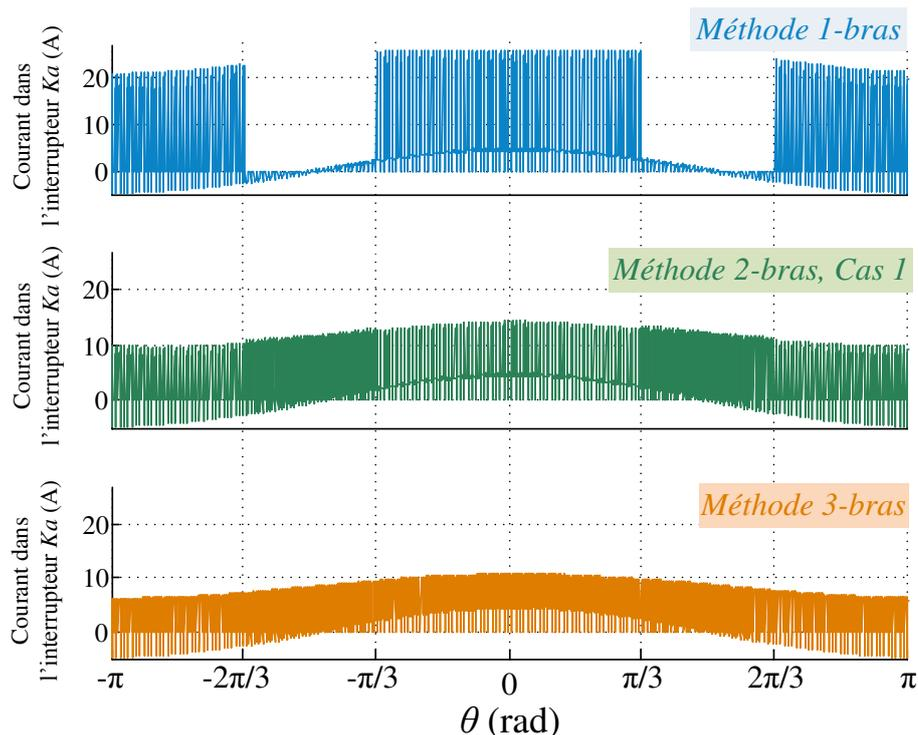 Méthode 1-bras
Courant dans
l'interrupteur Ka (A)
20
10
0
Méthode 2-bras, Cas 1
Courant dans
l'interrupteur Ka (A)
20
10
0
Méthode 3-bras
Courant dans
l'interrupteur Ka (A)
20
10
0
-π -2π/3 -π/3 0 π/3 2π/3 π
θ (rad)